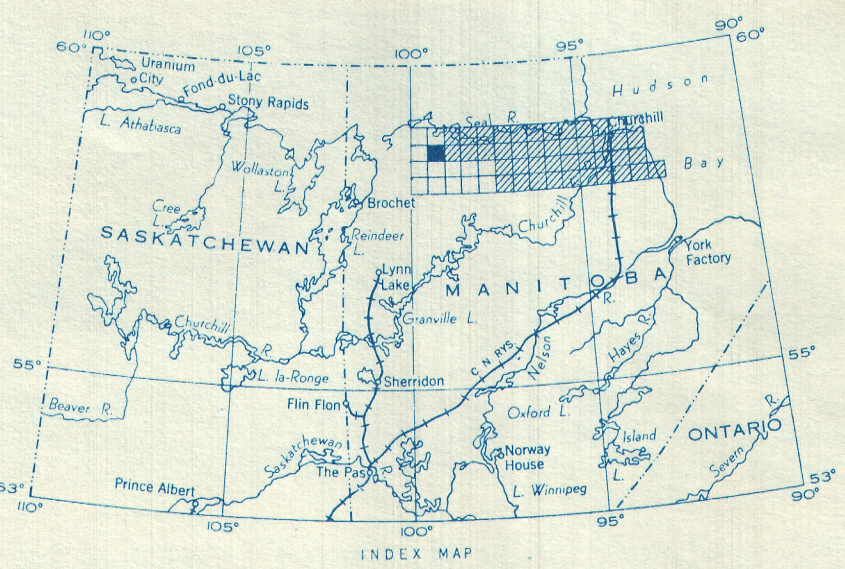 110°
105°
100°
95°
90°
60°
60°
Uranium
City
Fond-du-Lac
Stony Rapids
L. Athabasca
Hudson
Bay
Seal R.
Churchill
Wollaston
L.
Cree
L.
Brochet
Reindeer
L.
Churchill
SASKATCHEWAN
MANITOBA
York
Factory
Lynn
Lake
Granville L.
R.
Churchill
R.
C N RYS.
Nelson
Hayes R.
55°
55°
L. la-Ronge
Sherridon
Beaver R.
Flin Flon
Oxford L.
Island
L.
ONTARIO
Severn
R.
Saskatchewan
R.
The Pas
Norway
House
L. Winnipeg
Prince Albert
53°
53°
110°
105°
100°
95°
90°
INDEX MAP